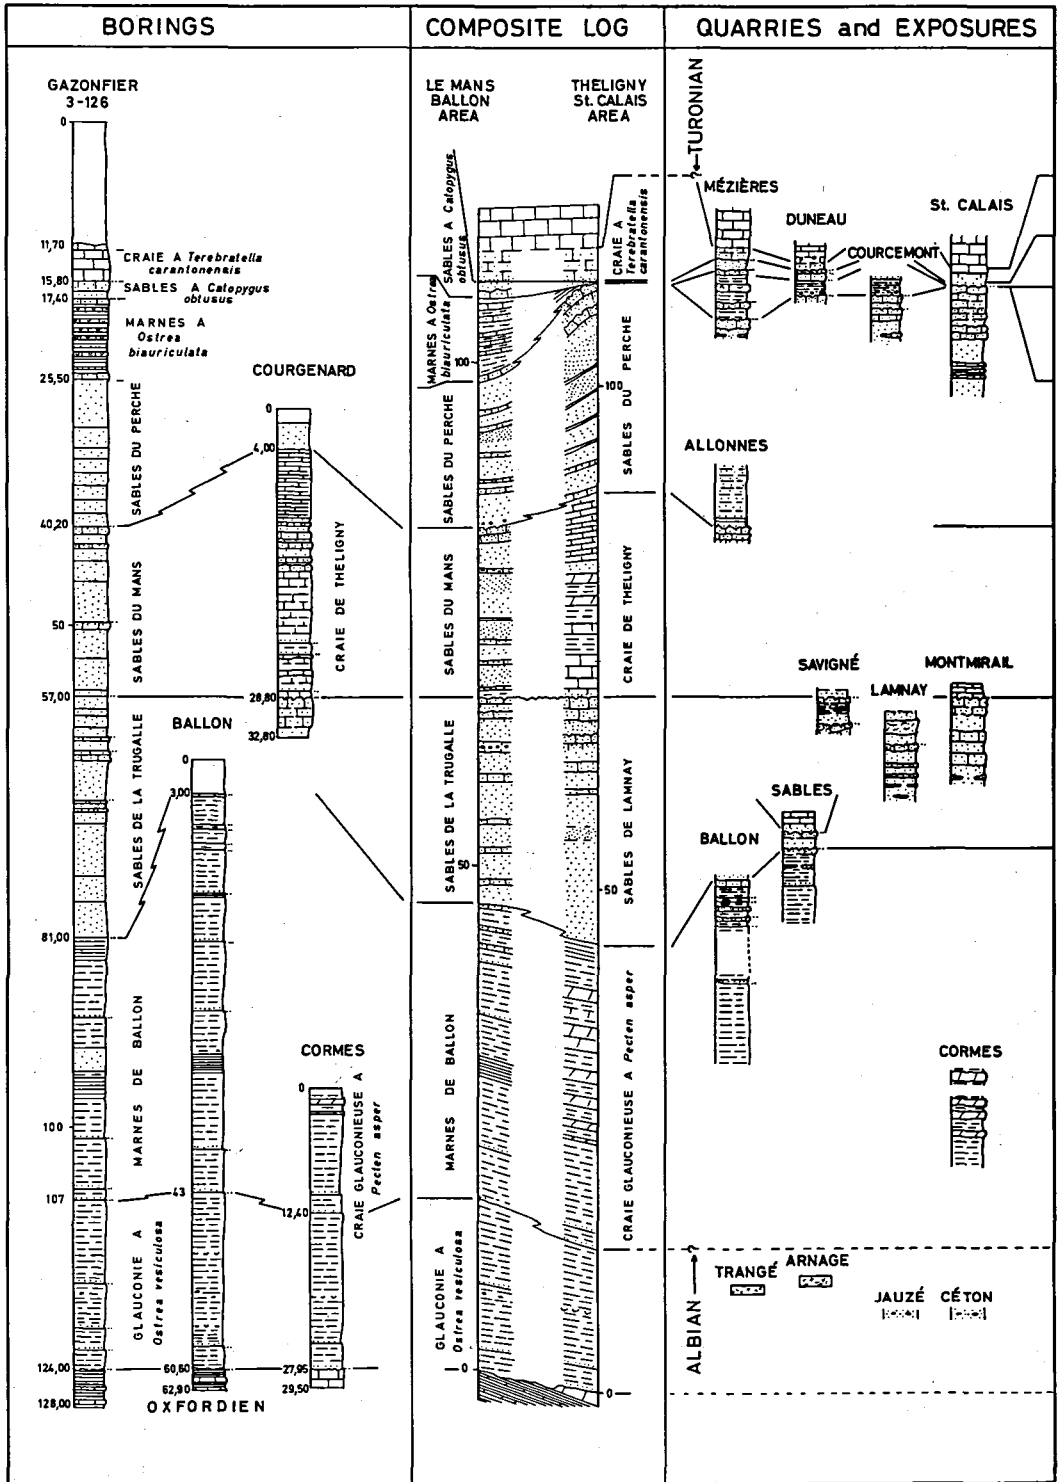 BORINGS
GAZONFIER
3-126
0
11,70
CRAIE A Terebratella
carantonensis
15,80
SABLES A Catopygus
obtusus
17,40
MARNES A
Ostrea
biauriculata
25,50
SABLES DU PERCHE
40,20
SABLES DU MANS
50
57,00
SABLES DE LA TRUGALLE
81,00
MARNES DE BALLON
100
107
GLAUCONIE A
Ostrea vesiculosa
124,00
128,00
COURGENARD
0
4,00
CRAIE DE THELIGNY
28,80
32,80
BALLON
0
3,00
43
60,60
62,90
OXFORDIEN
CORMES
0
CRAIE GLAUCONIEUSE A
Pecten asper
12,40
27,95
29,50
COMPOSITE LOG
LE MANS
BALLON
AREA
THELIGNY
St. CALAIS
AREA
SABLES A Catopygus
obtusus
CRAIE A
Terebratella
carantonensis
MARNES A Ostrea
biauriculata
100
100
SABLES DU PERCHE
SABLES DU PERCHE
SABLES DU MANS
CRAIE DE THELIGNY
SABLES DE LA TRUGALLE
SABLES DE LAMNAY
50
50
MARNES DE BALLON
CRAIE GLAUCONIEUSE A Pecten asper
GLAUCONIE A
Ostrea vesiculosa
0
0
QUARRIES and EXPOSURES
?←TURONIAN
MÉZIÈRES
DUNEAU
COURCEMONT
St. CALAIS
ALLONNES
SAVIGNÉ
LAMNAY
MONTMIRAIL
SABLES
BALLON
CORMES
ALBIAN→?
TRANGÉ
ARNAGE
JAUZÉ
CÉTON